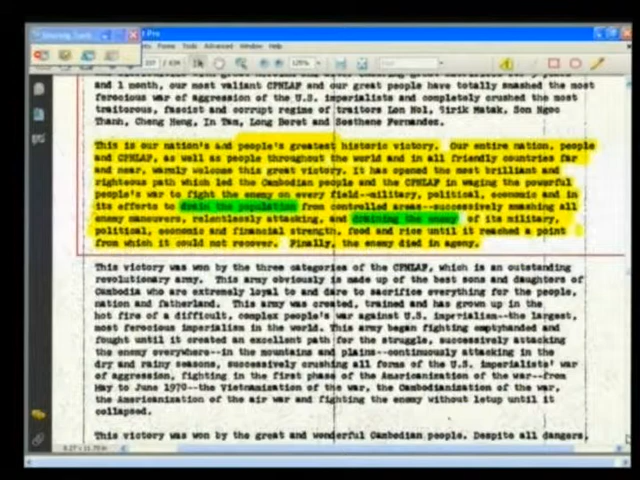 t Pro
Forms Tools Advanced Window Help
125%
and 1 month, our most valiant CPNLAF and our great people have totally smashed the most
ferocious war of aggression of the U.S. imperialists and completely crushed the most
traitorous, fascist and corrupt regime of traitors Lon Nol, Sirik Matak, Son Ngoc
Thanh, Cheng Heng, In Tam, Long Boret and Sosthene Fernandez.
This is our nation's and people's greatest historic victory. Our entire nation, people
and CPNLAF, as well as people throughout the world and in all friendly countries far
and near, warmly welcome this great victory. It has opened the most brilliant and
righteous path which led the Cambodian people and the CPNLAF in waging the powerful
people's war to fight the enemy on every field--military, political, economic and in
its efforts to drain the population from controlled areas--successively smashing all
enemy maneuvers, relentlessly attacking, and draining the enemy of its military,
political, economic and financial strength, food and rice until it reached a point
from which it could not recover. Finally, the enemy died in agony.
This victory was won by the three categories of the CPNLAF, which is an outstanding
revolutionary army. This army obviously is made up of the best sons and daughters of
Cambodia who are extremely loyal to and dare to sacrifice everything for the people,
nation and fatherland. This army was created, trained and has grown up in the
hot fire of a difficult, complex people's war against U.S. imperialism--the largest,
most ferocious imperialism in the world. This army began fighting emptyhanded and
fought until it created an excellent path for the struggle, successively attacking
the enemy everywhere--in the mountains and plains--continuously attacking in the
dry and rainy seasons, successively crushing all forms of the U.S. imperialists' war
of aggression, fighting in the first phase of the Americanization of the war--from
May to June 1970--the Vietnamization of the war, the Cambodianization of the war,
the Americanization of the air war and fighting the enemy without letup until it
collapsed.
This victory was won by the great and wonderful Cambodian people. Despite all dangers,